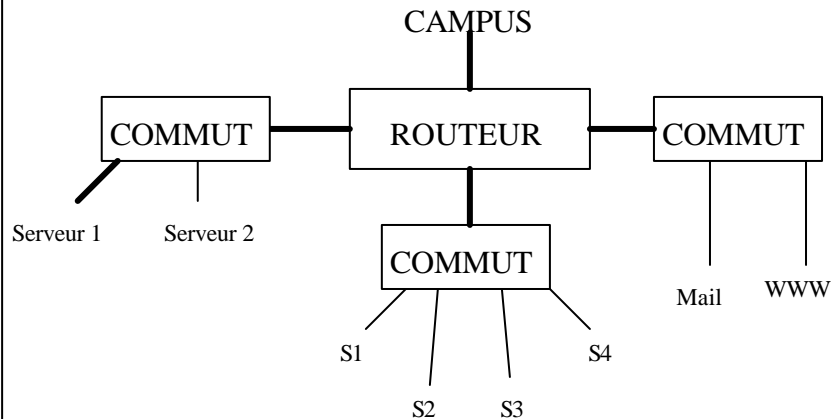 CAMPUS
COMMUT
ROUTEUR
COMMUT
Serveur 1
Serveur 2
COMMUT
Mail
WWW
S1
S4
S2
S3